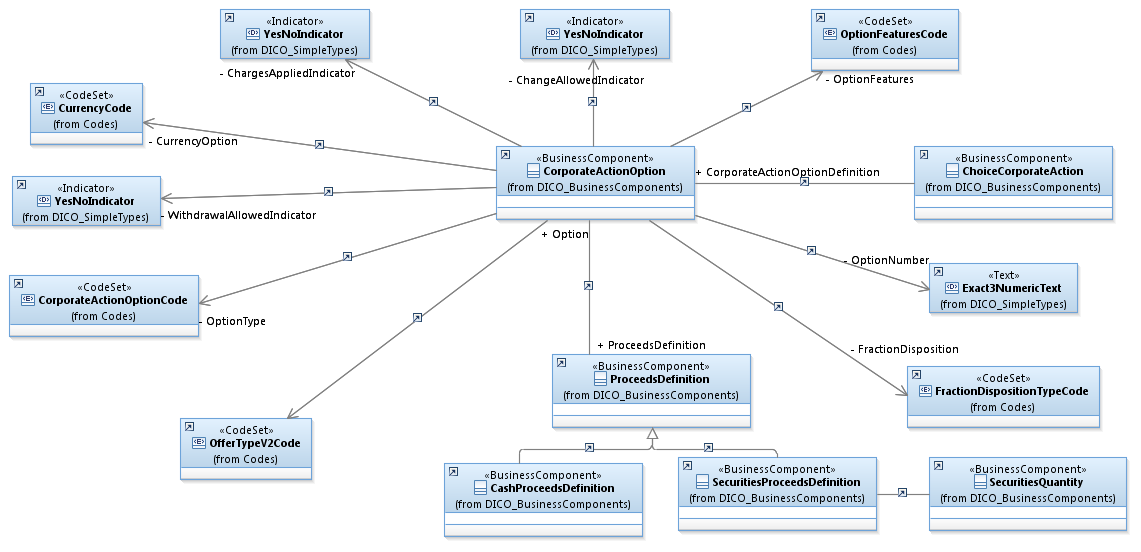 «Indicator»
YesNoIndicator
(from DICO_SimpleTypes)
- ChargesAppliedIndicator
«Indicator»
YesNoIndicator
(from DICO_SimpleTypes)
- ChangeAllowedIndicator
«CodeSet»
OptionFeaturesCode
(from Codes)
- OptionFeatures
«CodeSet»
CurrencyCode
(from Codes)
- CurrencyOption
«BusinessComponent»
CorporateActionOption
(from DICO_BusinessComponents)
+ CorporateActionOptionDefinition
«BusinessComponent»
ChoiceCorporateAction
(from DICO_BusinessComponents)
«Indicator»
YesNoIndicator
(from DICO_SimpleTypes)
- WithdrawalAllowedIndicator
+ Option
- OptionNumber
«Text»
Exact3NumericText
(from DICO_SimpleTypes)
«CodeSet»
CorporateActionOptionCode
(from Codes)
- OptionType
+ ProceedsDefinition
- FractionDisposition
«BusinessComponent»
ProceedsDefinition
(from DICO_BusinessComponents)
«CodeSet»
FractionDispositionTypeCode
(from Codes)
«CodeSet»
OfferTypeV2Code
(from Codes)
«BusinessComponent»
CashProceedsDefinition
(from DICO_BusinessComponents)
«BusinessComponent»
SecuritiesProceedsDefinition
(from DICO_BusinessComponents)
«BusinessComponent»
SecuritiesQuantity
(from DICO_BusinessComponents)